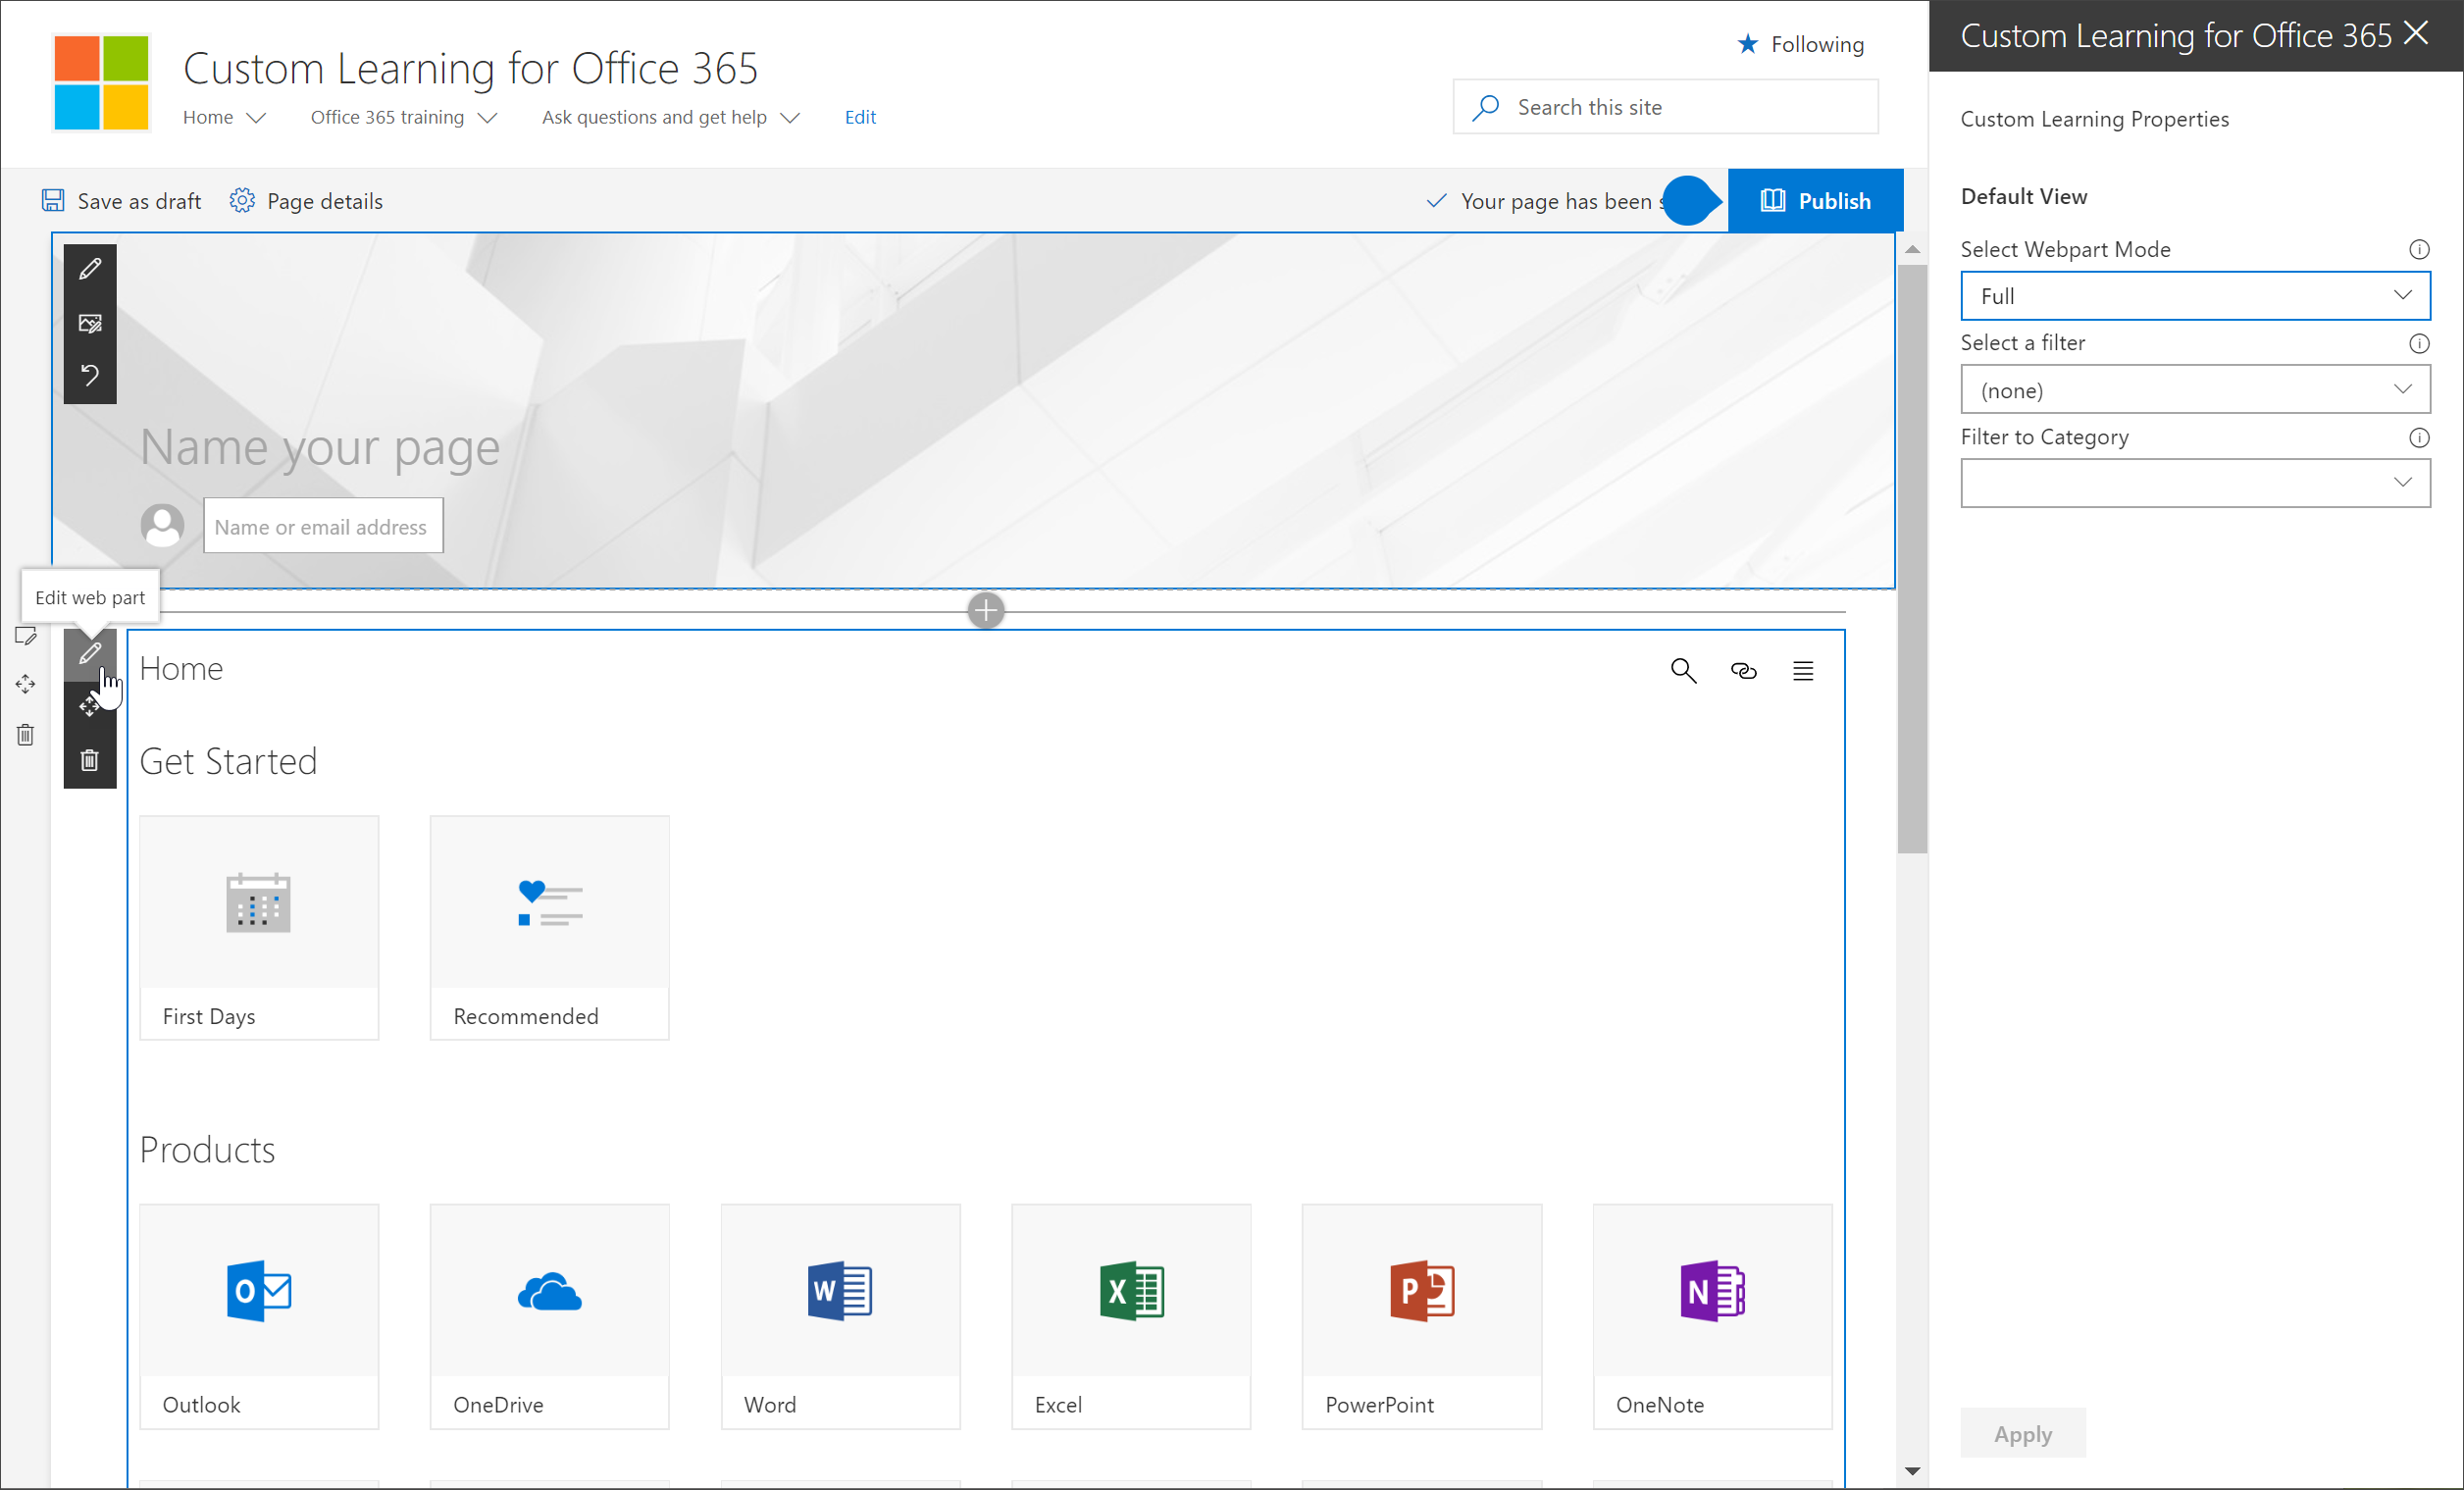 Custom Learning for Office 365
Following
Home
Office 365 training
Ask questions and get help
Edit
Search this site
Save as draft
Page details
Your page has been
Publish
Name your page
Name or email address
Edit web part
Home
Get Started
First Days
Recommended
Products
Outlook
OneDrive
Word
Excel
PowerPoint
OneNote
Custom Learning for Office 365
Custom Learning Properties
Default View
Select Webpart Mode
Full
Select a filter
(none)
Filter to Category
Apply